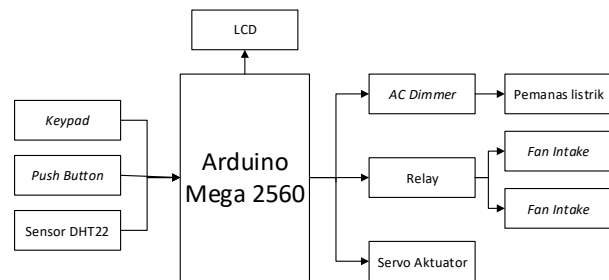 LCD
Keypad
Push Button
Sensor DHT22
Arduino
Mega 2560
AC Dimmer
Pemanas listrik
Relay
Fan Intake
Fan Intake
Servo Aktuator